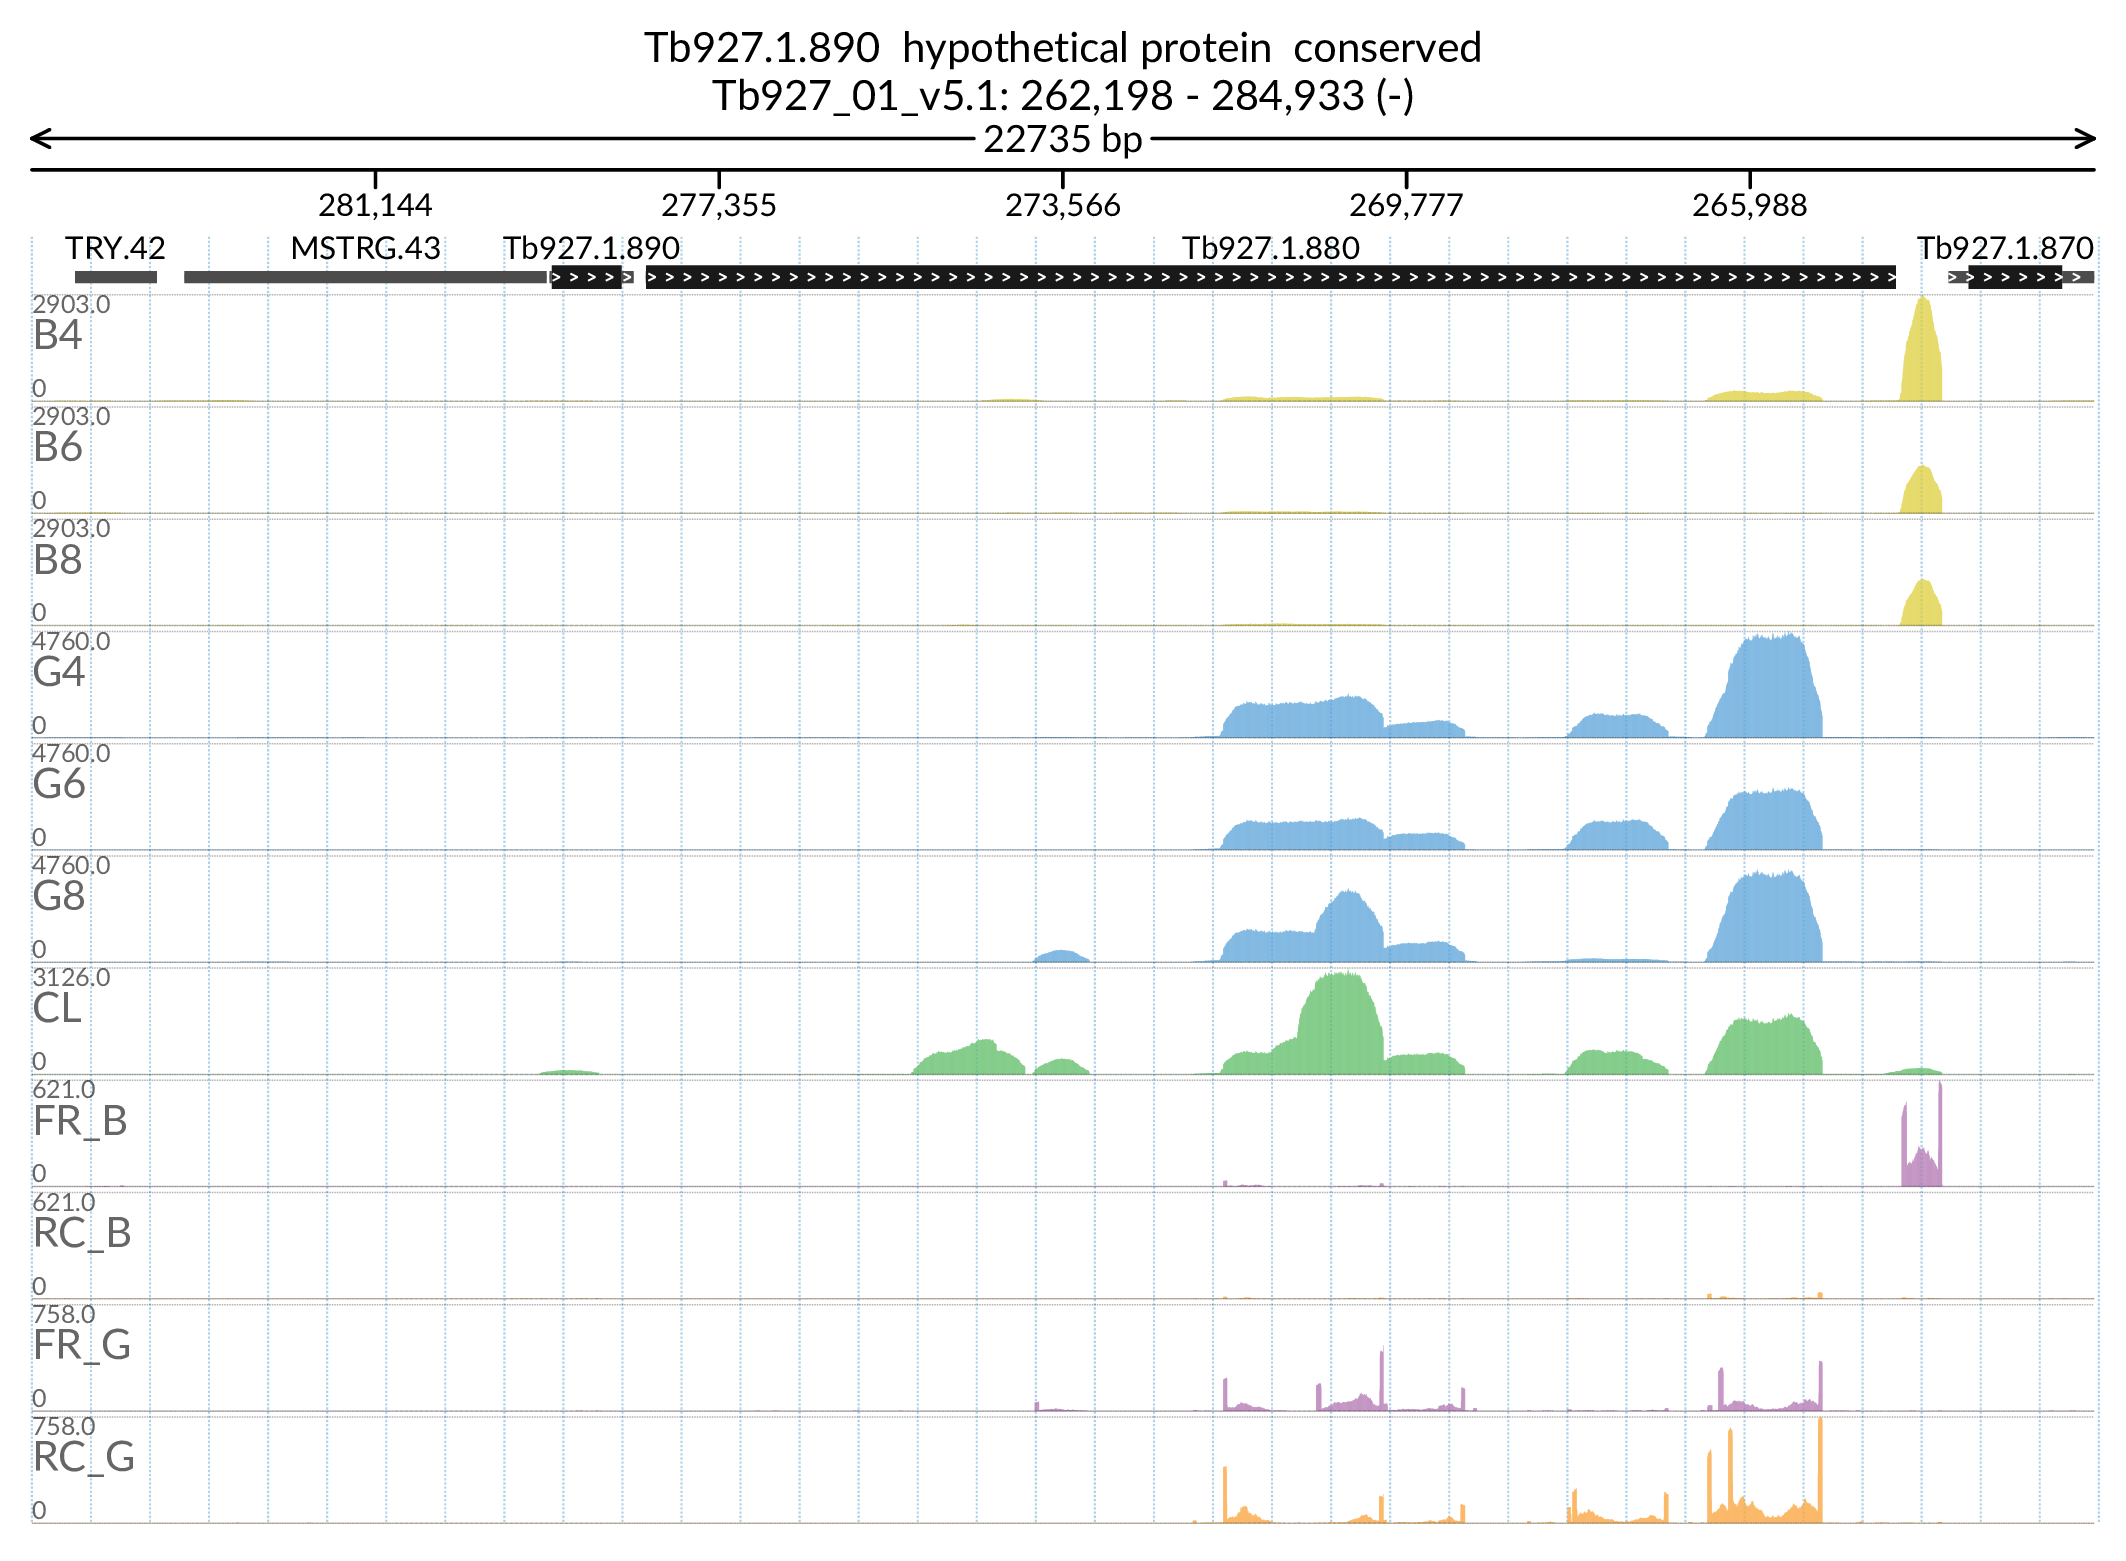 Tb927.1.890 hypothetical protein conserved
Tb927_01_v5.1: 262,198 - 284,933 (-)
22735 bp
281,144 277,355 273,566 269,777 265,988
TRY.42 MSTRG.43 Tb927.1.890 Tb927.1.880 Tb927.1.870
2903.0
B4
0
2903.0
B6
0
2903.0
B8
0
4760.0
G4
0
4760.0
G6
0
4760.0
G8
0
3126.0
CL
0
621.0
FR_B
0
621.0
RC_B
0
758.0
FR_G
0
758.0
RC_G
0